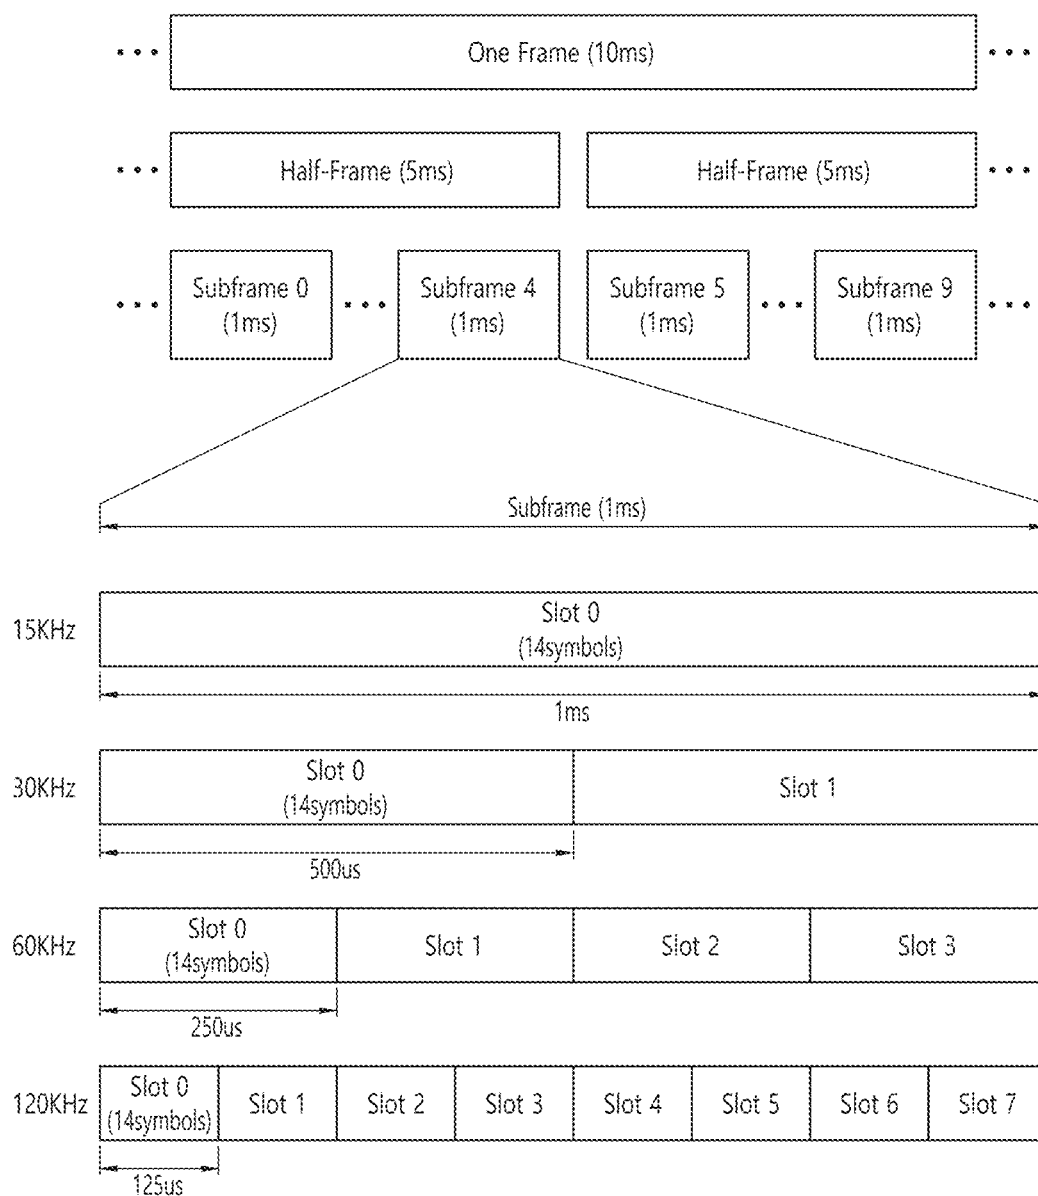 One Frame (10ms)
Half-Frame (5ms) Half-Frame (5ms)
Subframe 0 Subframe 4 Subframe 5 Subframe 9
(1ms) (1ms) (1ms) (1ms)
Subframe (1ms)
15KHz
Slot 0
(14symbols)
1ms
30KHz
Slot 0
(14symbols)
Slot 1
500us
60KHz
Slot 0
(14symbols)
Slot 1
Slot 2
Slot 3
250us
120KHz
Slot 0
(14symbols)
Slot 1
Slot 2
Slot 3
Slot 4
Slot 5
Slot 6
Slot 7
125us